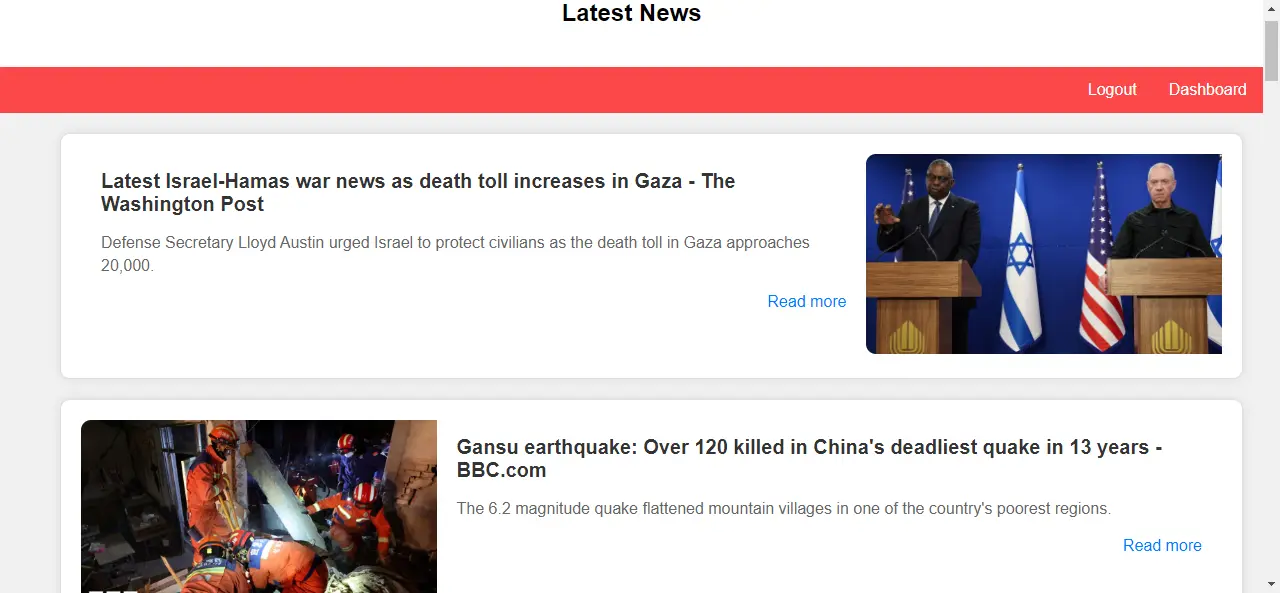 Latest News
Logout Dashboard
Latest Israel-Hamas war news as death toll increases in Gaza - The
Washington Post
Defense Secretary Lloyd Austin urged Israel to protect civilians as the death toll in Gaza approaches
20,000.
Read more
Gansu earthquake: Over 120 killed in China's deadliest quake in 13 years -
BBC.com
The 6.2 magnitude quake flattened mountain villages in one of the country's poorest regions.
Read more